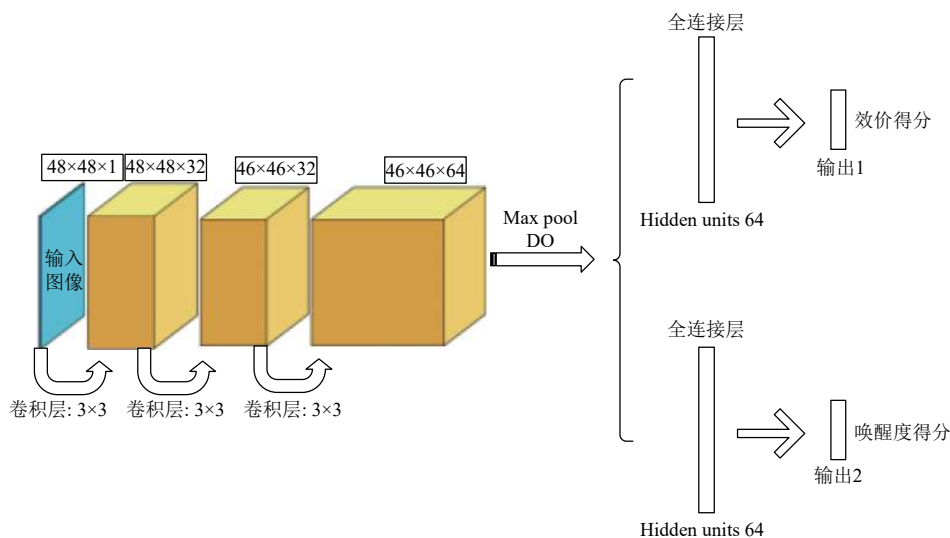 48×48×1
48×48×32
46×46×32
46×46×64
输入
图像
卷积层: 3×3
卷积层: 3×3
卷积层: 3×3
Max pool
DO
全连接层
Hidden units 64
效价得分
输出1
全连接层
Hidden units 64
唤醒度得分
输出2